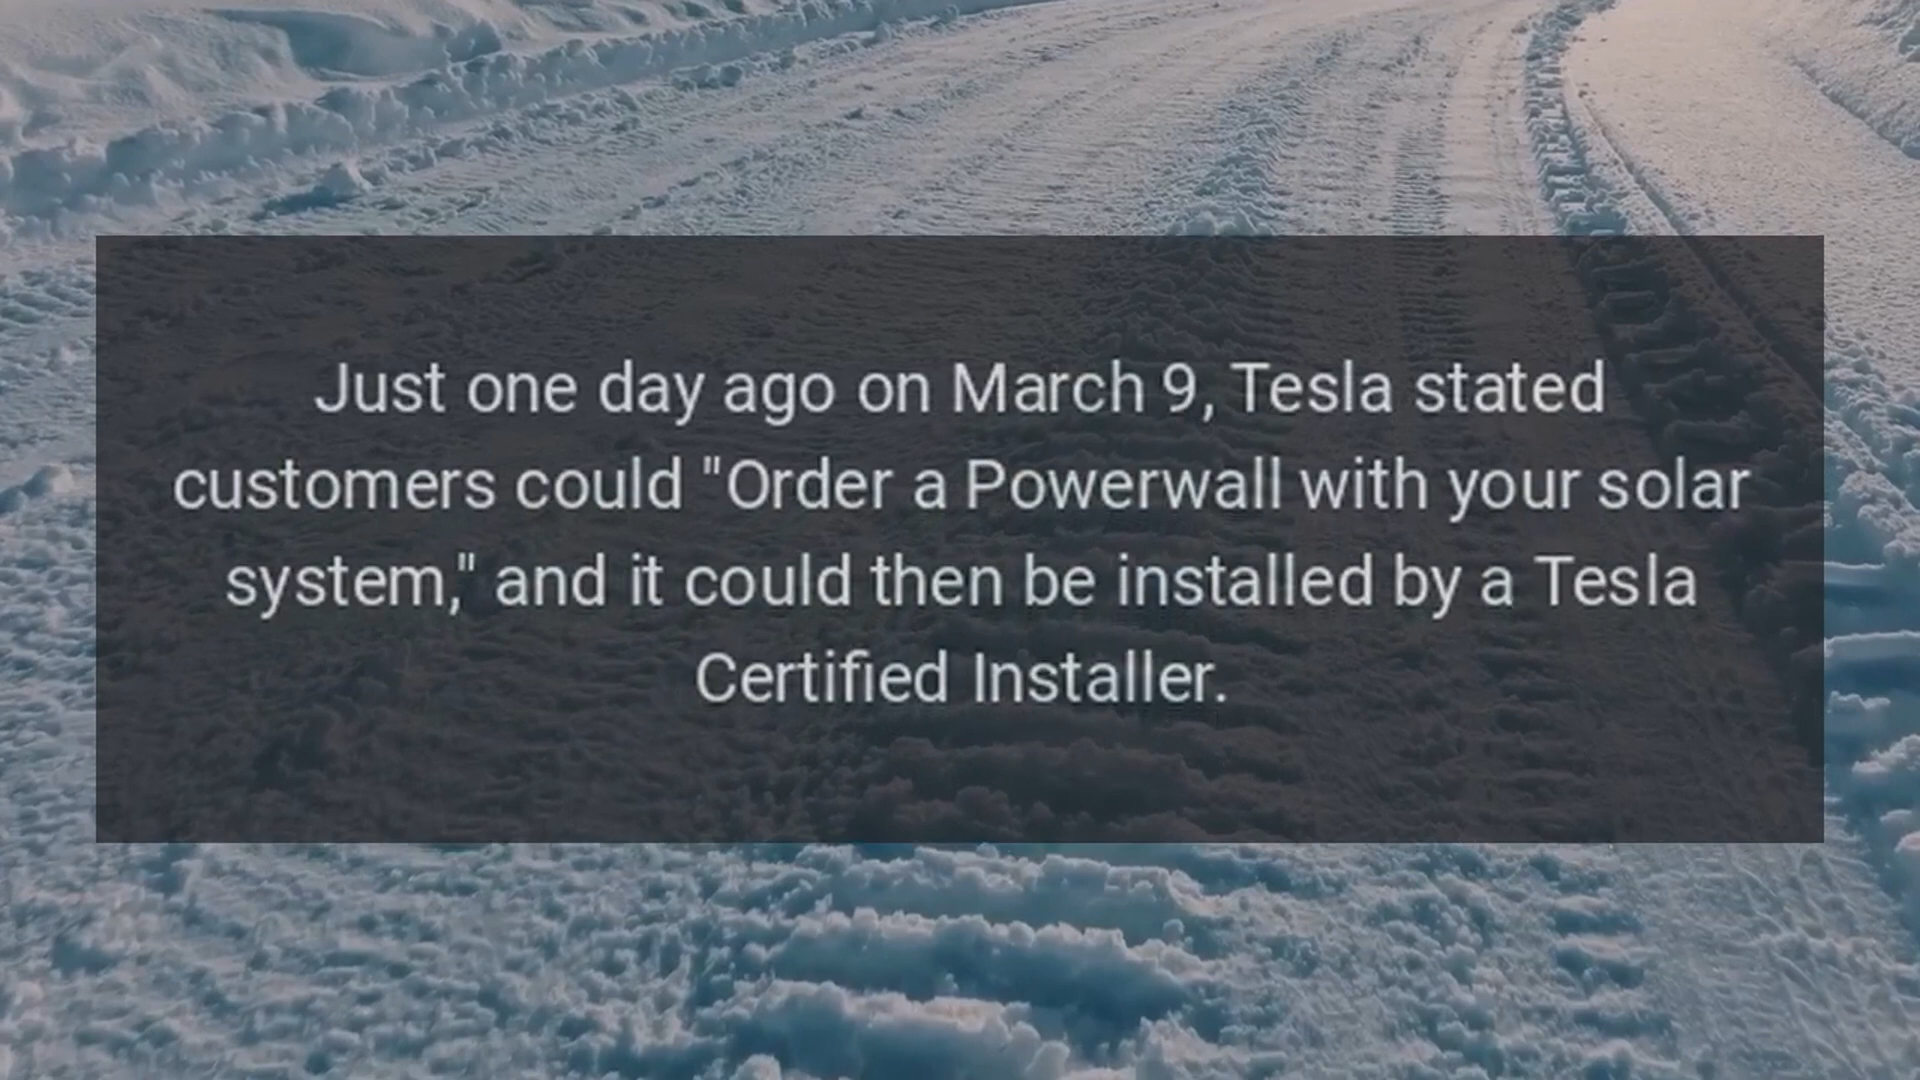 Just one day ago on March 9, Tesla stated
customers could "Order a Powerwall with your solar
system," and it could then be installed by a Tesla
Certified Installer.